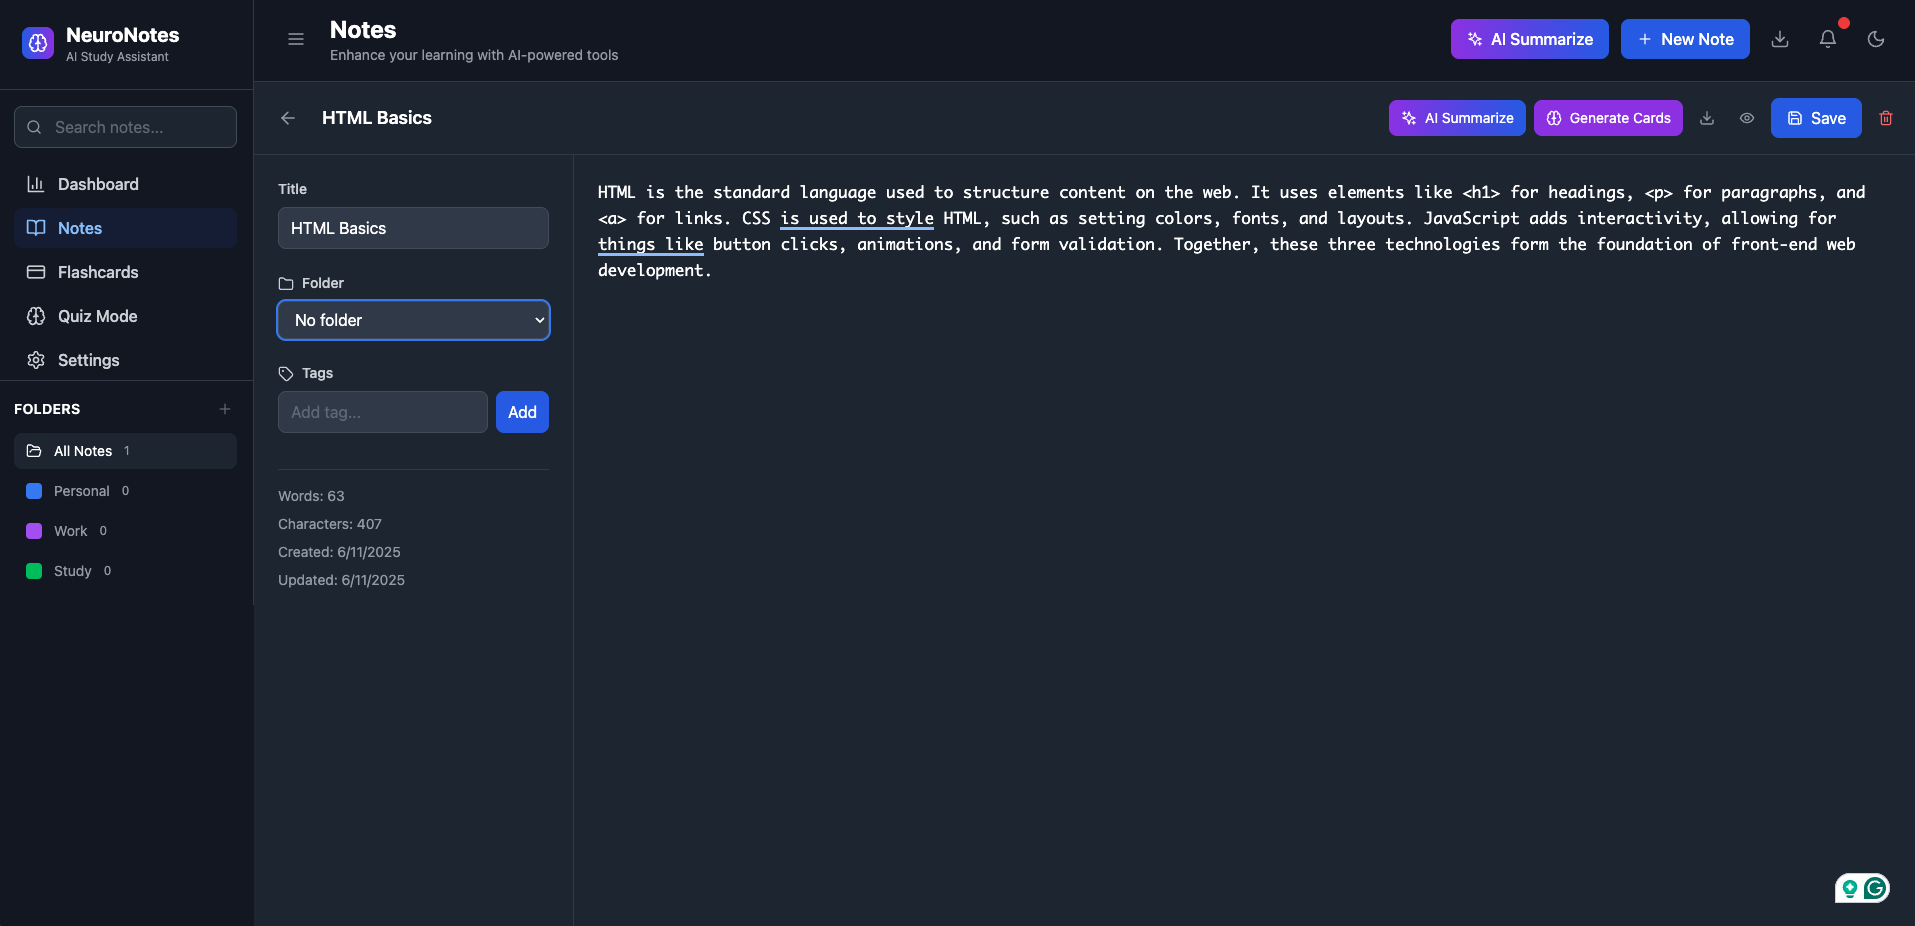 NeuroNotes
AI Study Assistant
Search notes...
Dashboard
Notes
Flashcards
Quiz Mode
Settings
FOLDERS
All Notes 1
Personal 0
Work 0
Study 0
Notes
Enhance your learning with AI-powered tools
AI Summarize
New Note
HTML Basics
AI Summarize
Generate Cards
Save
Title
HTML Basics
Folder
No folder
Tags
Add tag...
Add
Words: 63
Characters: 407
Created: 6/11/2025
Updated: 6/11/2025
HTML is the standard language used to structure content on the web. It uses elements like <h1> for headings, <p> for paragraphs, and
<a> for links. CSS is used to style HTML, such as setting colors, fonts, and layouts. JavaScript adds interactivity, allowing for
things like button clicks, animations, and form validation. Together, these three technologies form the foundation of front-end web
development.